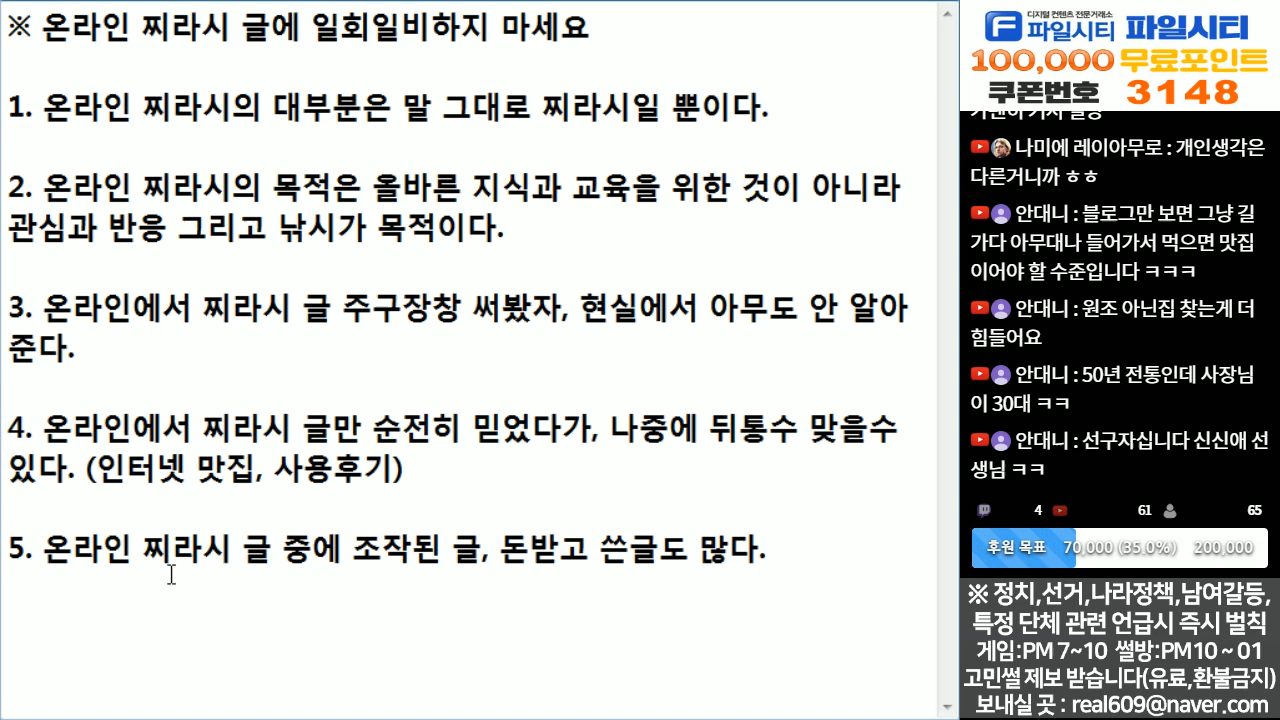 ※ 온라인 찌라시 글에 일회일비하지 마세요
1. 온라인 찌라시의 대부분은 말 그대로 찌라시일 뿐이다.
2. 온라인 찌라시의 목적은 올바른 지식과 교육을 위한 것이 아니라
관심과 반응 그리고 낚시가 목적이다.
3. 온라인에서 찌라시 글 주구장창 써봤자, 현실에서 아무도 안 알아
준다.
4. 온라인에서 찌라시 글만 순전히 믿었다가, 나중에 뒤통수 맞을수
있다. (인터넷 맛집, 사용후기)
5. 온라인 찌라시 글 중에 조작된 글, 돈받고 쓴글도 많다.
디지털 컨텐츠 전문거래소
파일시티 파일시티
100,000 무료포인트
쿠폰번호 3148
나미에 레이아무로 : 개인생각은
다른거니까 ㅎㅎ
안대니 : 블로그만 보면 그냥 길
가다 아무대나 들어가서 먹으면 맛집
이어야 할 수준입니다 ㅋㅋㅋ
안대니 : 원조 아닌집 찾는게 더
힘들어요
안대니 : 50년 전통인데 사장님
이 30대 ㅋㅋ
안대니 : 선구자십니다 신신애 선
생님 ㅋㅋ
4 61 65
후원 목표 70,000 (35.0%) 200,000
※ 정치,선거,나라정책,남여갈등,
특정 단체 관련 언급시 즉시 벌칙
게임:PM 7~10 썰방:PM10 ~ 01
고민썰 제보 받습니다(유료,환불금지)
보내실 곳 : real609@naver.com